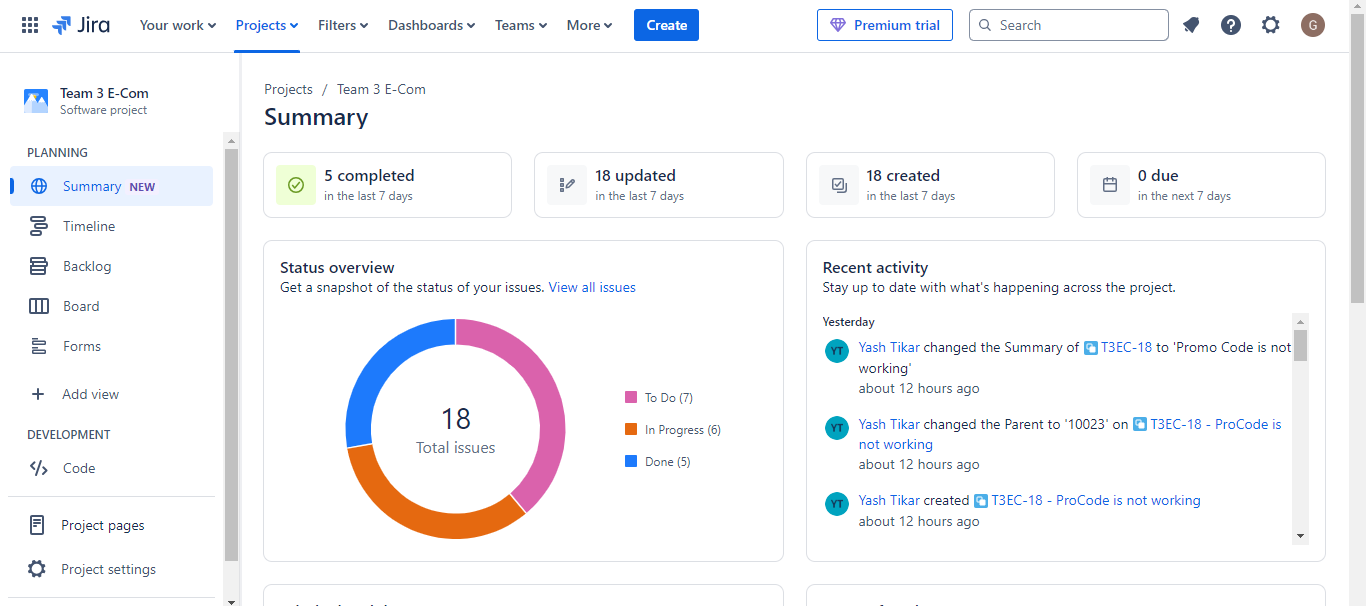 Jira
Your work
Projects
Filters
Dashboards
Teams
More
Create
Premium trial
Search
G
Team 3 E-Com
Software project
PLANNING
Summary NEW
Timeline
Backlog
Board
Forms
Add view
DEVELOPMENT
Code
Project pages
Project settings
Projects / Team 3 E-Com
Summary
5 completed
in the last 7 days
18 updated
in the last 7 days
18 created
in the last 7 days
0 due
in the next 7 days
Status overview
Get a snapshot of the status of your issues. View all issues
18
Total issues
To Do (7)
In Progress (6)
Done (5)
Recent activity
Stay up to date with what's happening across the project.
Yesterday
YT
Yash Tikar changed the Summary of T3EC-18 to 'Promo Code is not
working'
about 12 hours ago
YT
Yash Tikar changed the Parent to '10023' on T3EC-18 - ProCode is
not working
about 12 hours ago
YT
Yash Tikar created T3EC-18 - ProCode is not working
about 12 hours ago